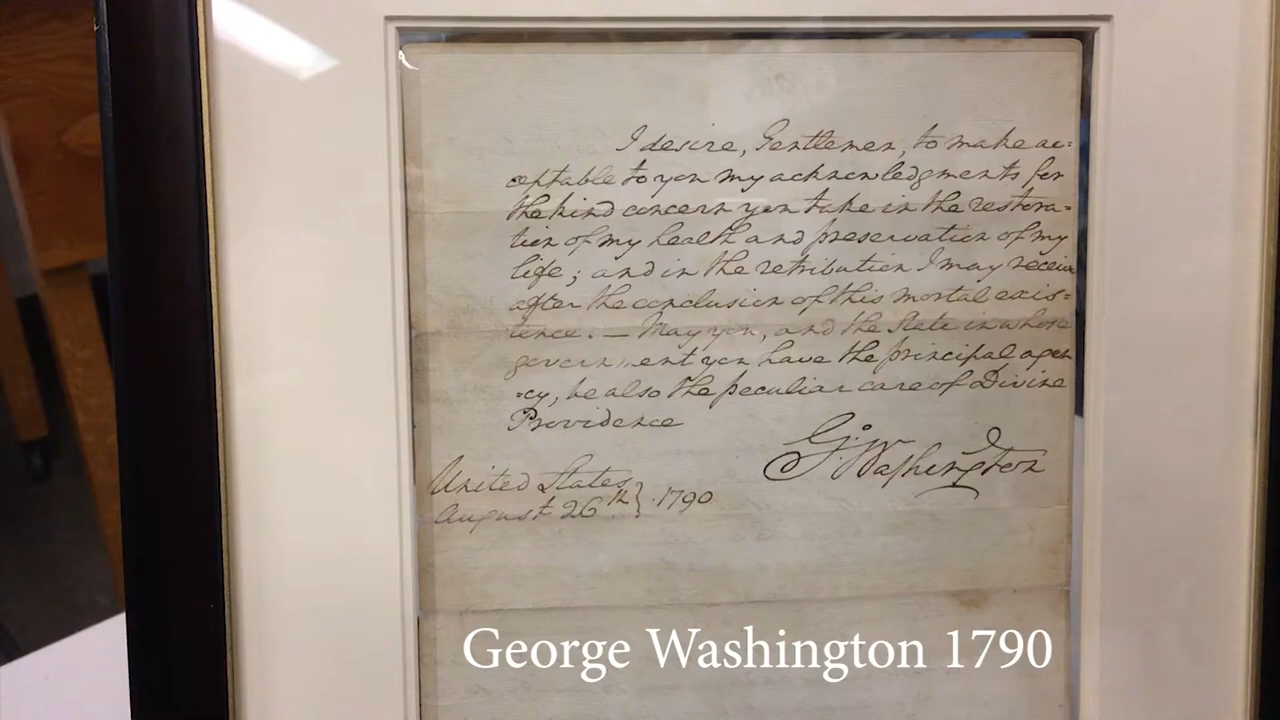 I desire, Gentlemen, to make ac=
ceptable to you my acknowledgments for
the kind concern you take in the restora=
tion of my health and preservation of my
life; and in the retribution I may receive
after the conclusion of this mortal exis=
tence. — May you, and the State in whose
government you have the principal agen
=cy, be also the peculiar care of Divine
Providence
G:Washington
United States
August 26th } 1790
George Washington 1790